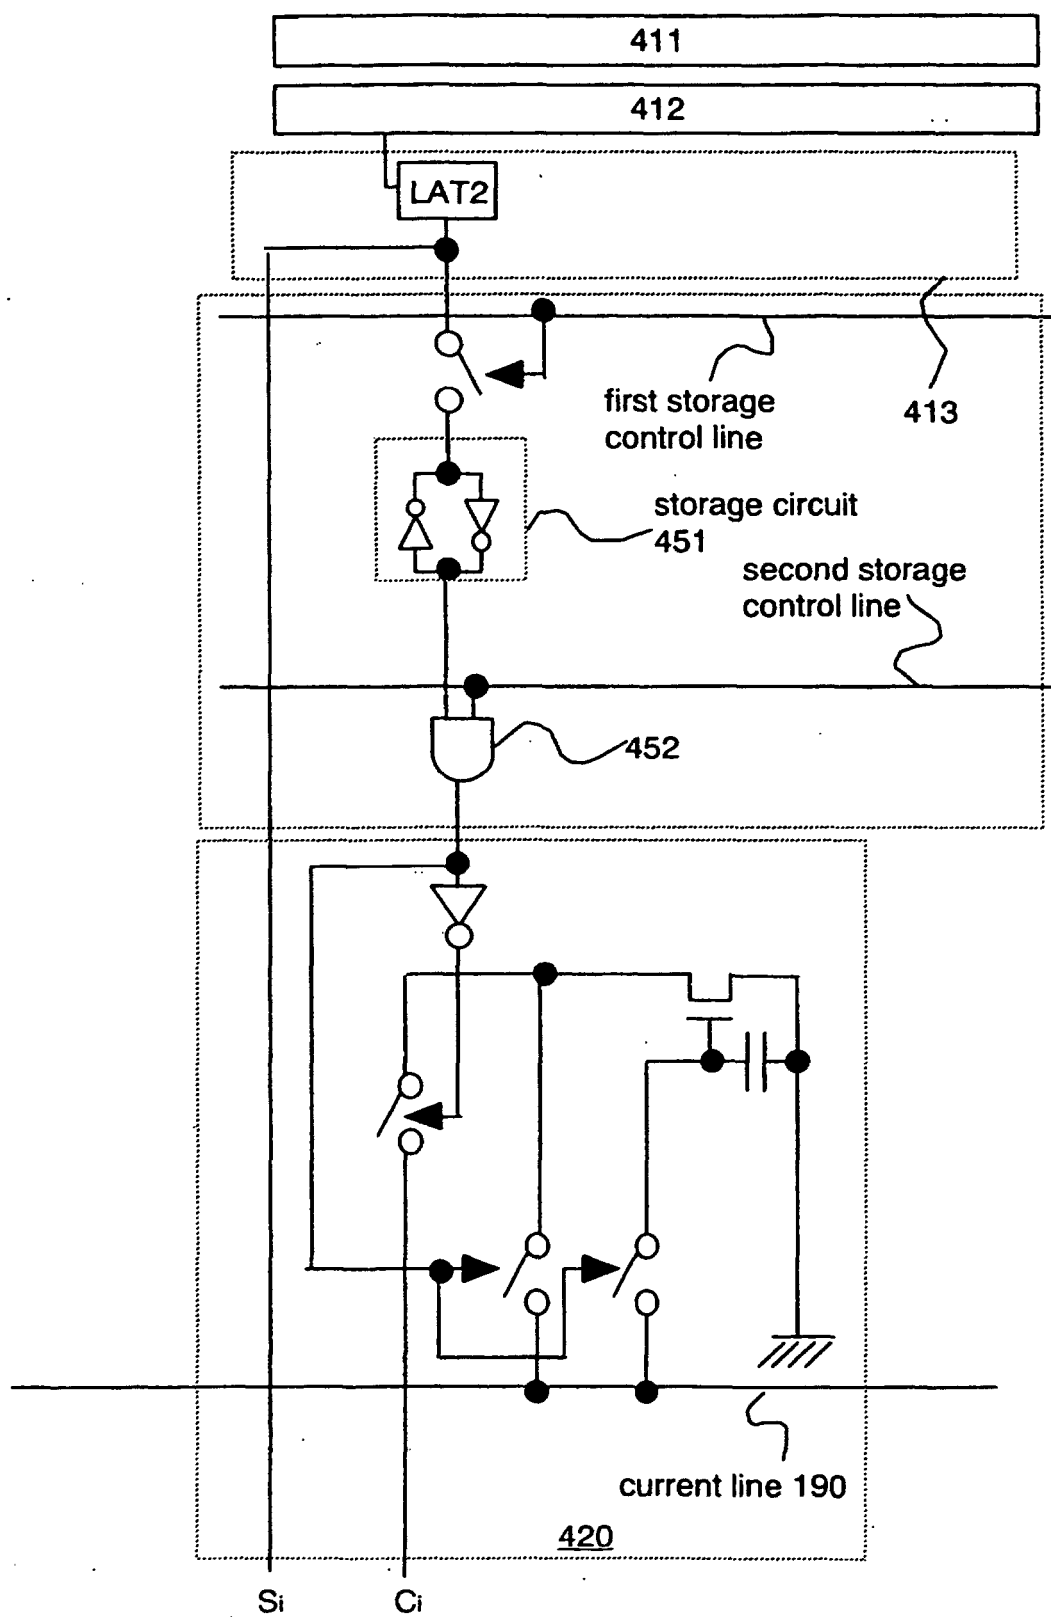 411
412
LAT2
first storage
control line
413
storage circuit
451
second storage
control line
452
current line 190
420
Si
Ci